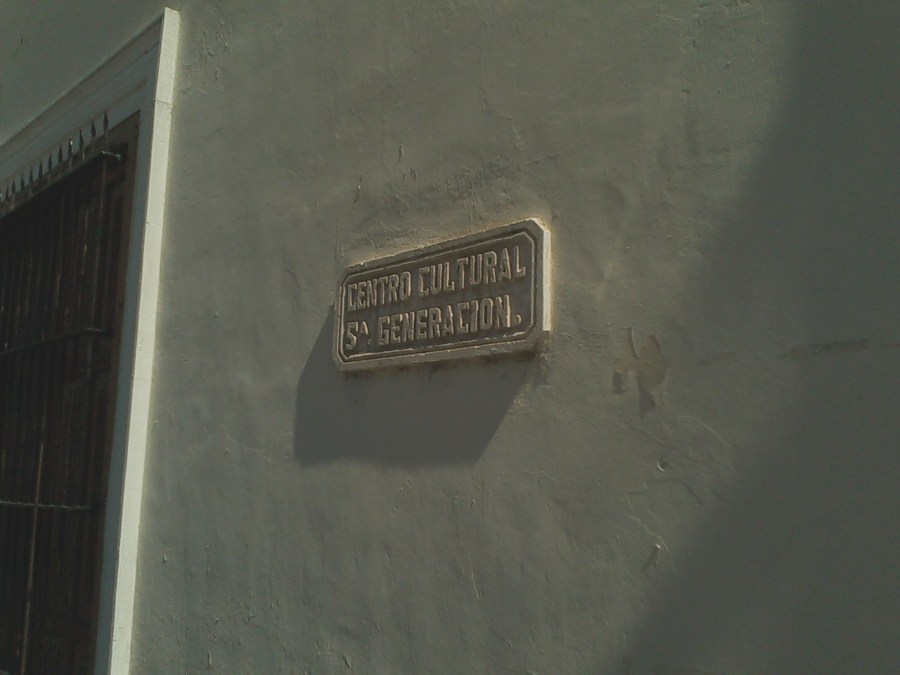 CENTRO CULTURAL
5ª GENERACION.